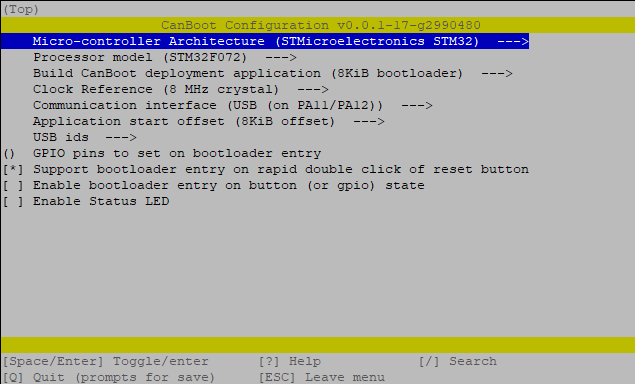 (Top)
CanBoot Configuration v0.0.1-17-g2990480
Micro-controller Architecture (STMicroelectronics STM32)  --->
Processor model (STM32F072)  --->
Build CanBoot deployment application (8KiB bootloader)  --->
Clock Reference (8 MHz crystal)  --->
Communication interface (USB (on PA11/PA12))  --->
Application start offset (8KiB offset)  --->
USB ids  --->
()  GPIO pins to set on bootloader entry
[*] Support bootloader entry on rapid double click of reset button
[ ] Enable bootloader entry on button (or gpio) state
[ ] Enable Status LED
[Space/Enter] Toggle/enter  [?] Help  [/] Search
[Q] Quit (prompts for save)  [ESC] Leave menu